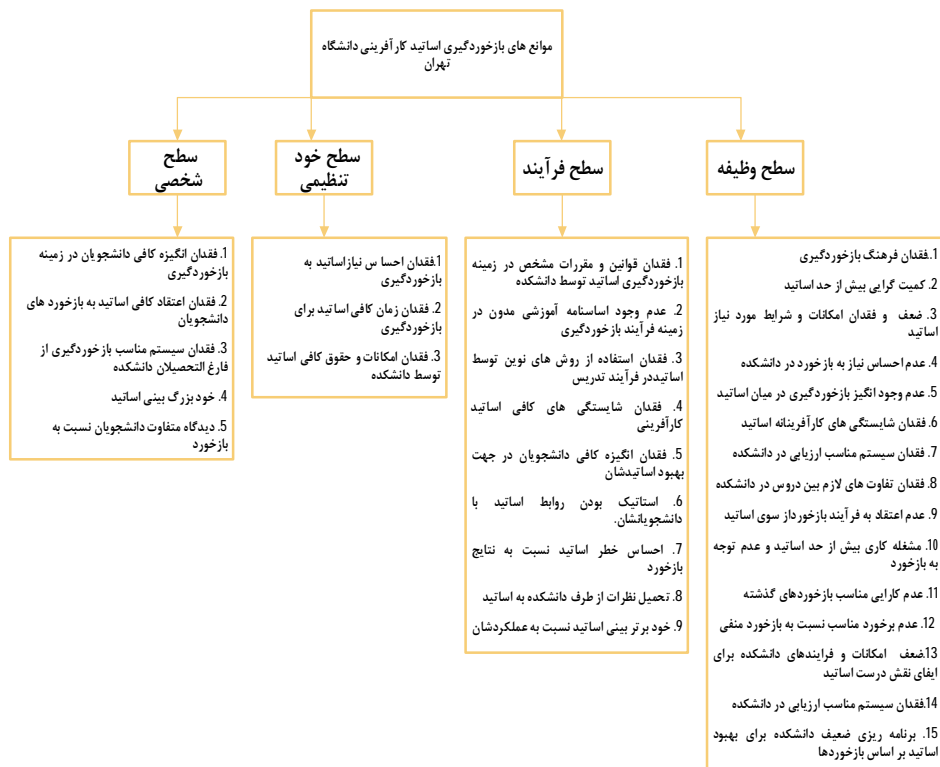 موانع های بازخوردگیری اساتید کارآفرینی دانشگاه
تهران
سطح وظیفه
سطح فرآیند
سطح خود
تنظیمی
سطح
شخصی
1.فقدان فرهنگ بازخوردگیری
2. کمیت گرایی بیش از حد اساتید
3. ضعف و فقدان امکانات و شرایط مورد نیاز
اساتید
4. عدم احساس نیاز به بازخورد در دانشکده
5. عدم وجود انگیز بازخوردگیری در میان اساتید
6. فقدان شایستگی های کارآفرینانه اساتید
7. فقدان سیستم مناسب ارزیابی در دانشکده
8. فقدان تفاوت های لازم بین دروس در دانشکده
9. عدم اعتقاد به فرآیند بازخورداز سوی اساتید
10. مشغله کاری بیش از حد اساتید و عدم توجه
به بازخورد
11. عدم کارایی مناسب بازخوردهای گذشته
12. عدم برخورد مناسب نسبت به بازخورد منفی
13.ضعف امکانات و فرایندهای دانشکده برای
ایفای نقش درست اساتید
14.فقدان سیستم مناسب ارزیابی در دانشکده
15. برنامه ریزی ضعیف دانشکده برای بهبود
اساتید بر اساس بازخوردها
1. فقدان قوانین و مقررات مشخص در زمینه
بازخوردگیری اساتید توسط دانشکده
2. عدم وجود اساسنامه آموزشی مدون در
زمینه فرآیند بازخوردگیری
3. فقدان استفاده از روش های نوین توسط
اساتیددر فرآیند تدریس
4. فقدان شایستگی های کافی اساتید
کارآفرینی
5. فقدان انگیزه کافی دانشجویان در جهت
بهبود اساتیدشان
6. استاتیک بودن روابط اساتید با
دانشجویانشان.
7. احساس خطر اساتید نسبت به نتایج
بازخورد
8. تحمیل نظرات از طرف دانشکده به اساتید
9. خود برتر بینی اساتید نسبت به عملکردشان
1.فقدان احسا س نیازاساتید به
بازخوردگیری
2. فقدان زمان کافی اساتید برای
بازخوردگیری
3. فقدان امکانات و حقوق کافی اساتید
توسط دانشکده
1. فقدان انگیزه کافی دانشجویان در زمینه
بازخوردگیری
2. فقدان اعتقاد کافی اساتید به بازخورد های
دانشجویان
3. فقدان سیستم مناسب بازخوردگیری از
فارغ التحصیلان دانشکده
4. خود بزرگ بینی اساتید
5. دیدگاه متفاوت دانشجویان نسبت به
بازخورد